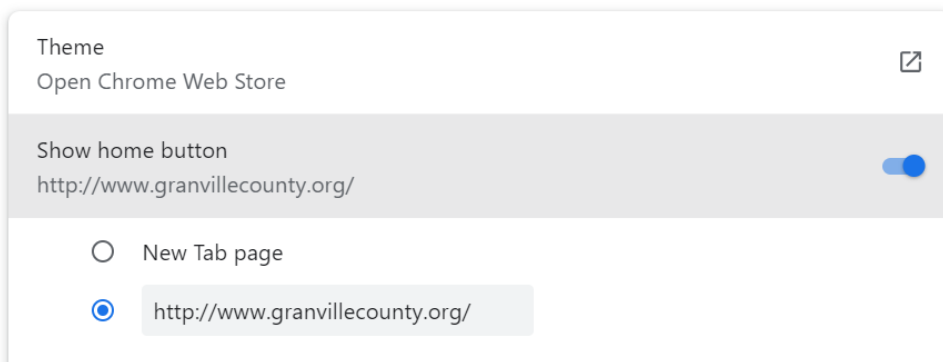 Theme
Open Chrome Web Store
Show home button
http://www.granvillecounty.org/
New Tab page
http://www.granvillecounty.org/